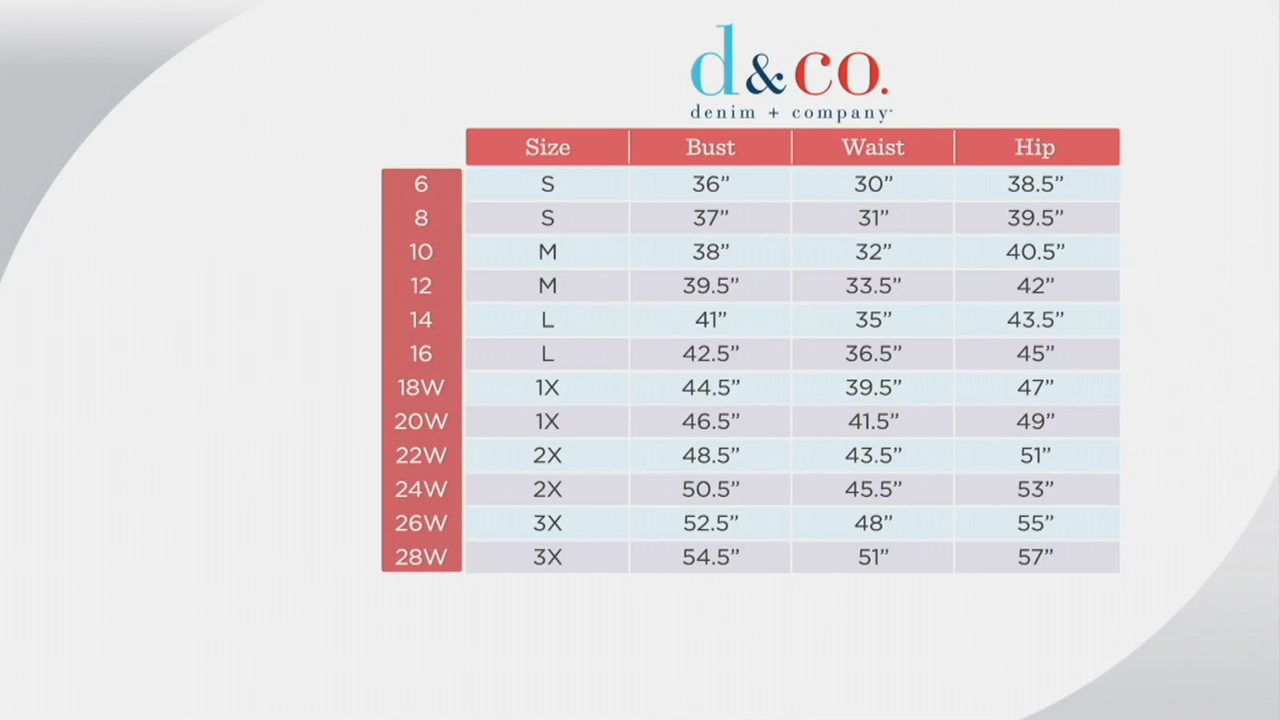 d&co.
denim + company
Size Bust Waist Hip
6 S 36” 30” 38.5”
8 S 37” 31” 39.5”
10 M 38” 32” 40.5”
12 M 39.5” 33.5” 42”
14 L 41” 35” 43.5”
16 L 42.5” 36.5” 45”
18W 1X 44.5” 39.5” 47”
20W 1X 46.5” 41.5” 49”
22W 2X 48.5” 43.5” 51”
24W 2X 50.5” 45.5” 53”
26W 3X 52.5” 48” 55”
28W 3X 54.5” 51” 57”